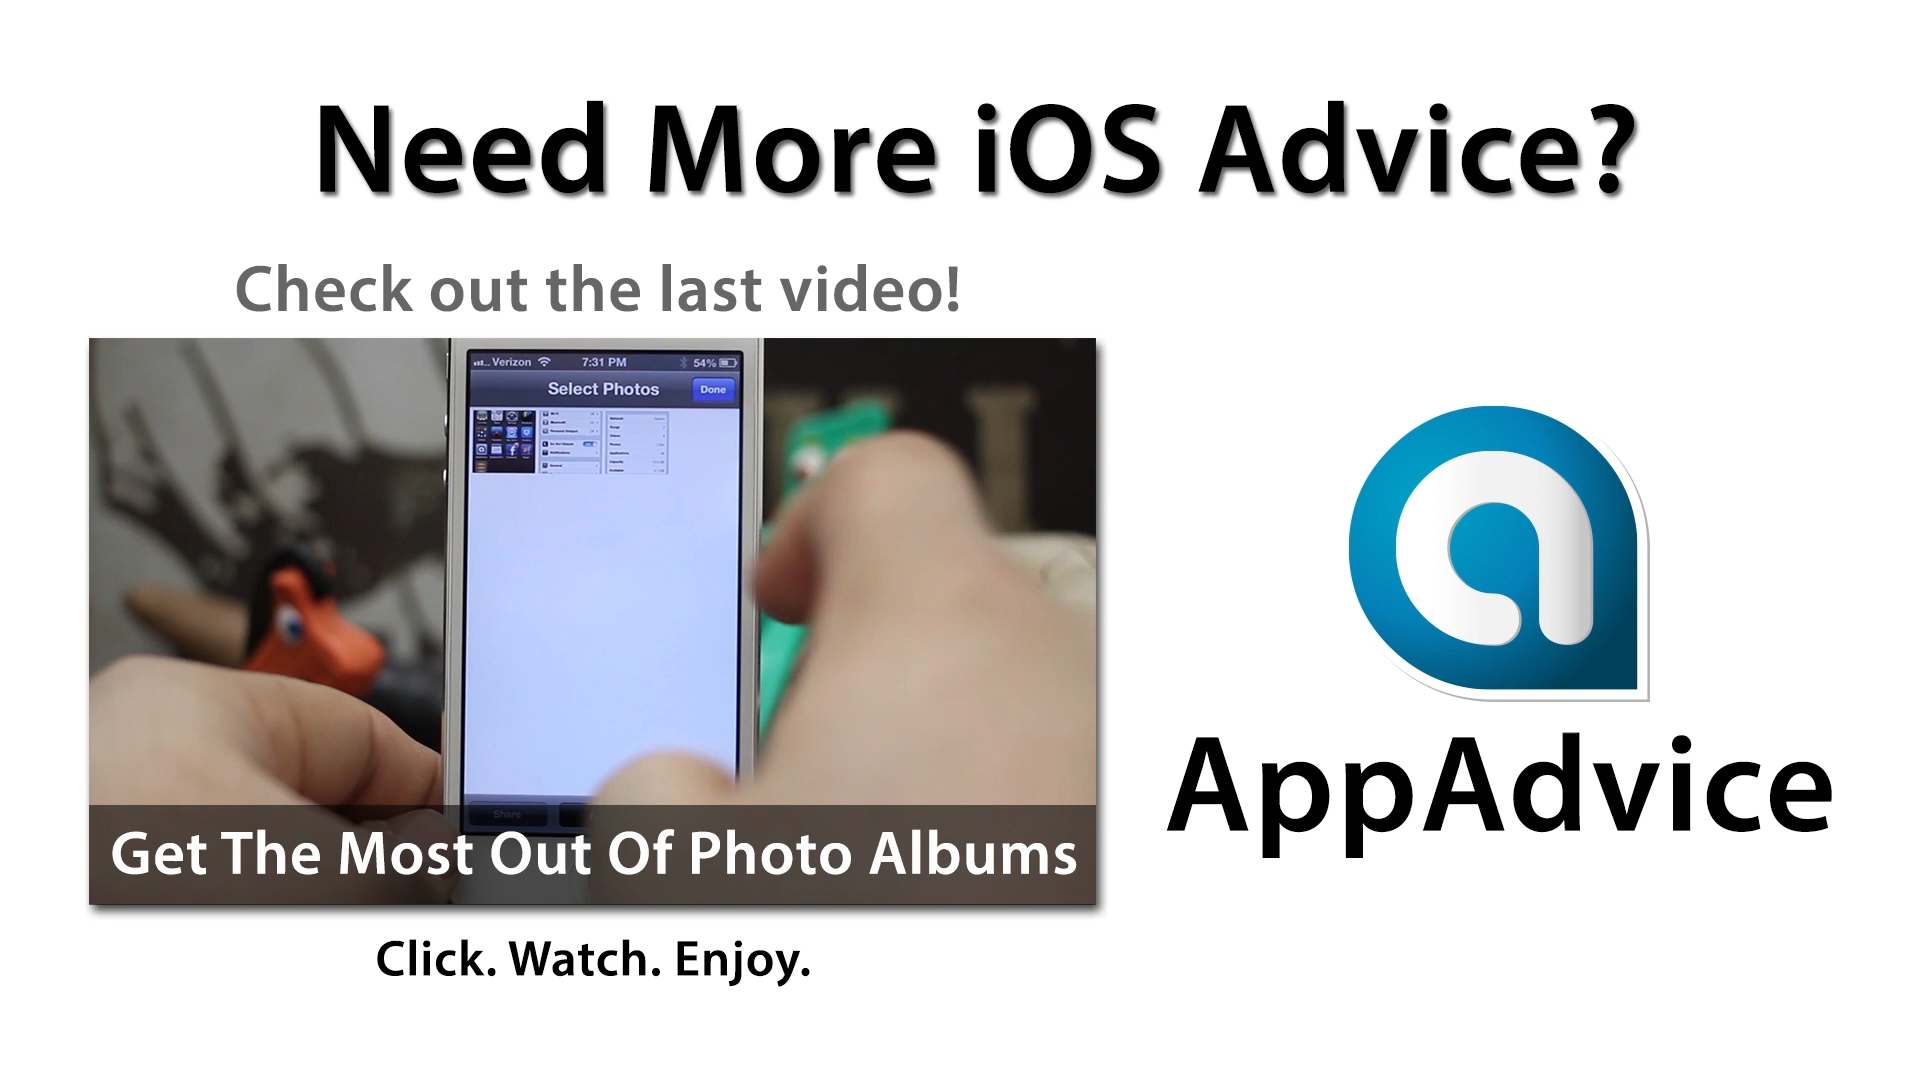 Need More iOS Advice?
Check out the last video!
Verizon 7:31 PM 54%
Select Photos
Done
Share
Get The Most Out Of Photo Albums
Click. Watch. Enjoy.
a
AppAdvice